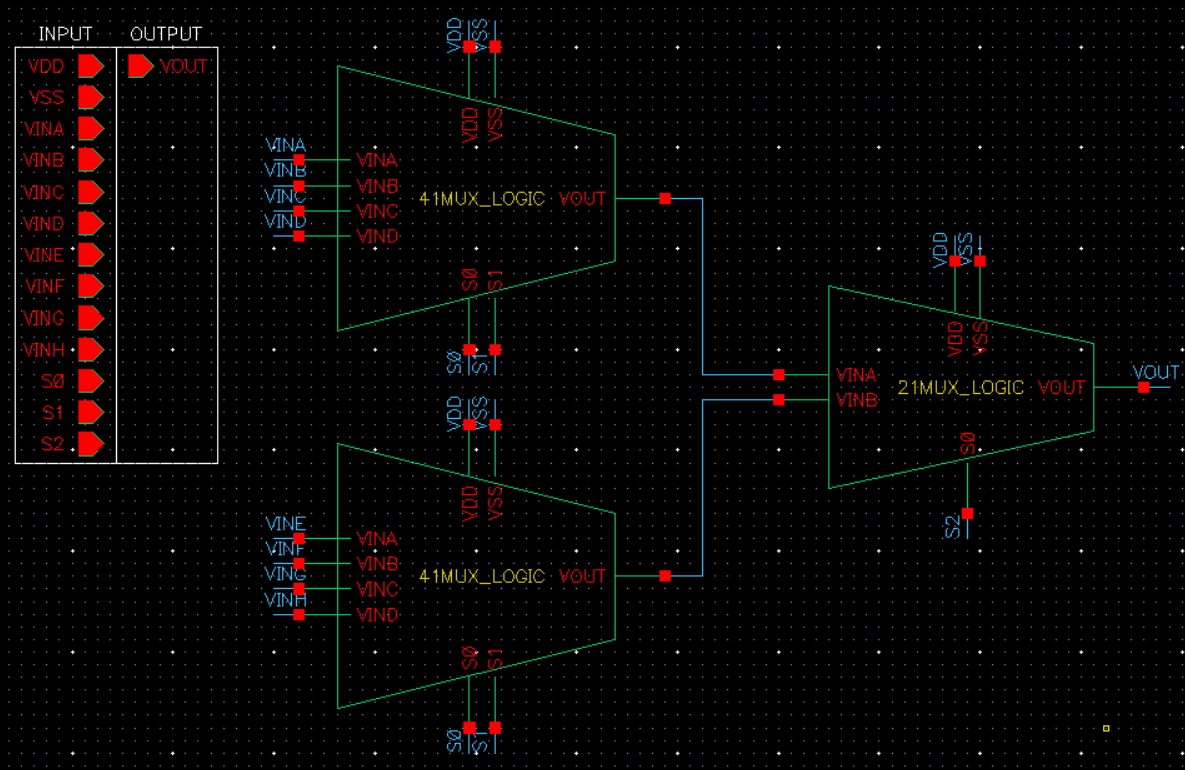 INPUT OUTPUT
VDD VOUT
VSS
VINA
VINB
VINC
VIND
VINE
VINF
VING
VINH
S0
S1
S2
VDD VSS
VDD VSS
VINA VINA
VINB VINB
VINC VINC
VIND VIND
41MUX_LOGIC VOUT
S0 S1
S0 S1
VDD VSS
VDD VSS
VINE VINA
VINF VINB
VING VINC
VINH VIND
41MUX_LOGIC VOUT
S0 S1
S0 S1
VDD VSS
VDD VSS
VINA
VINB
21MUX_LOGIC VOUT VOUT
S0
S2